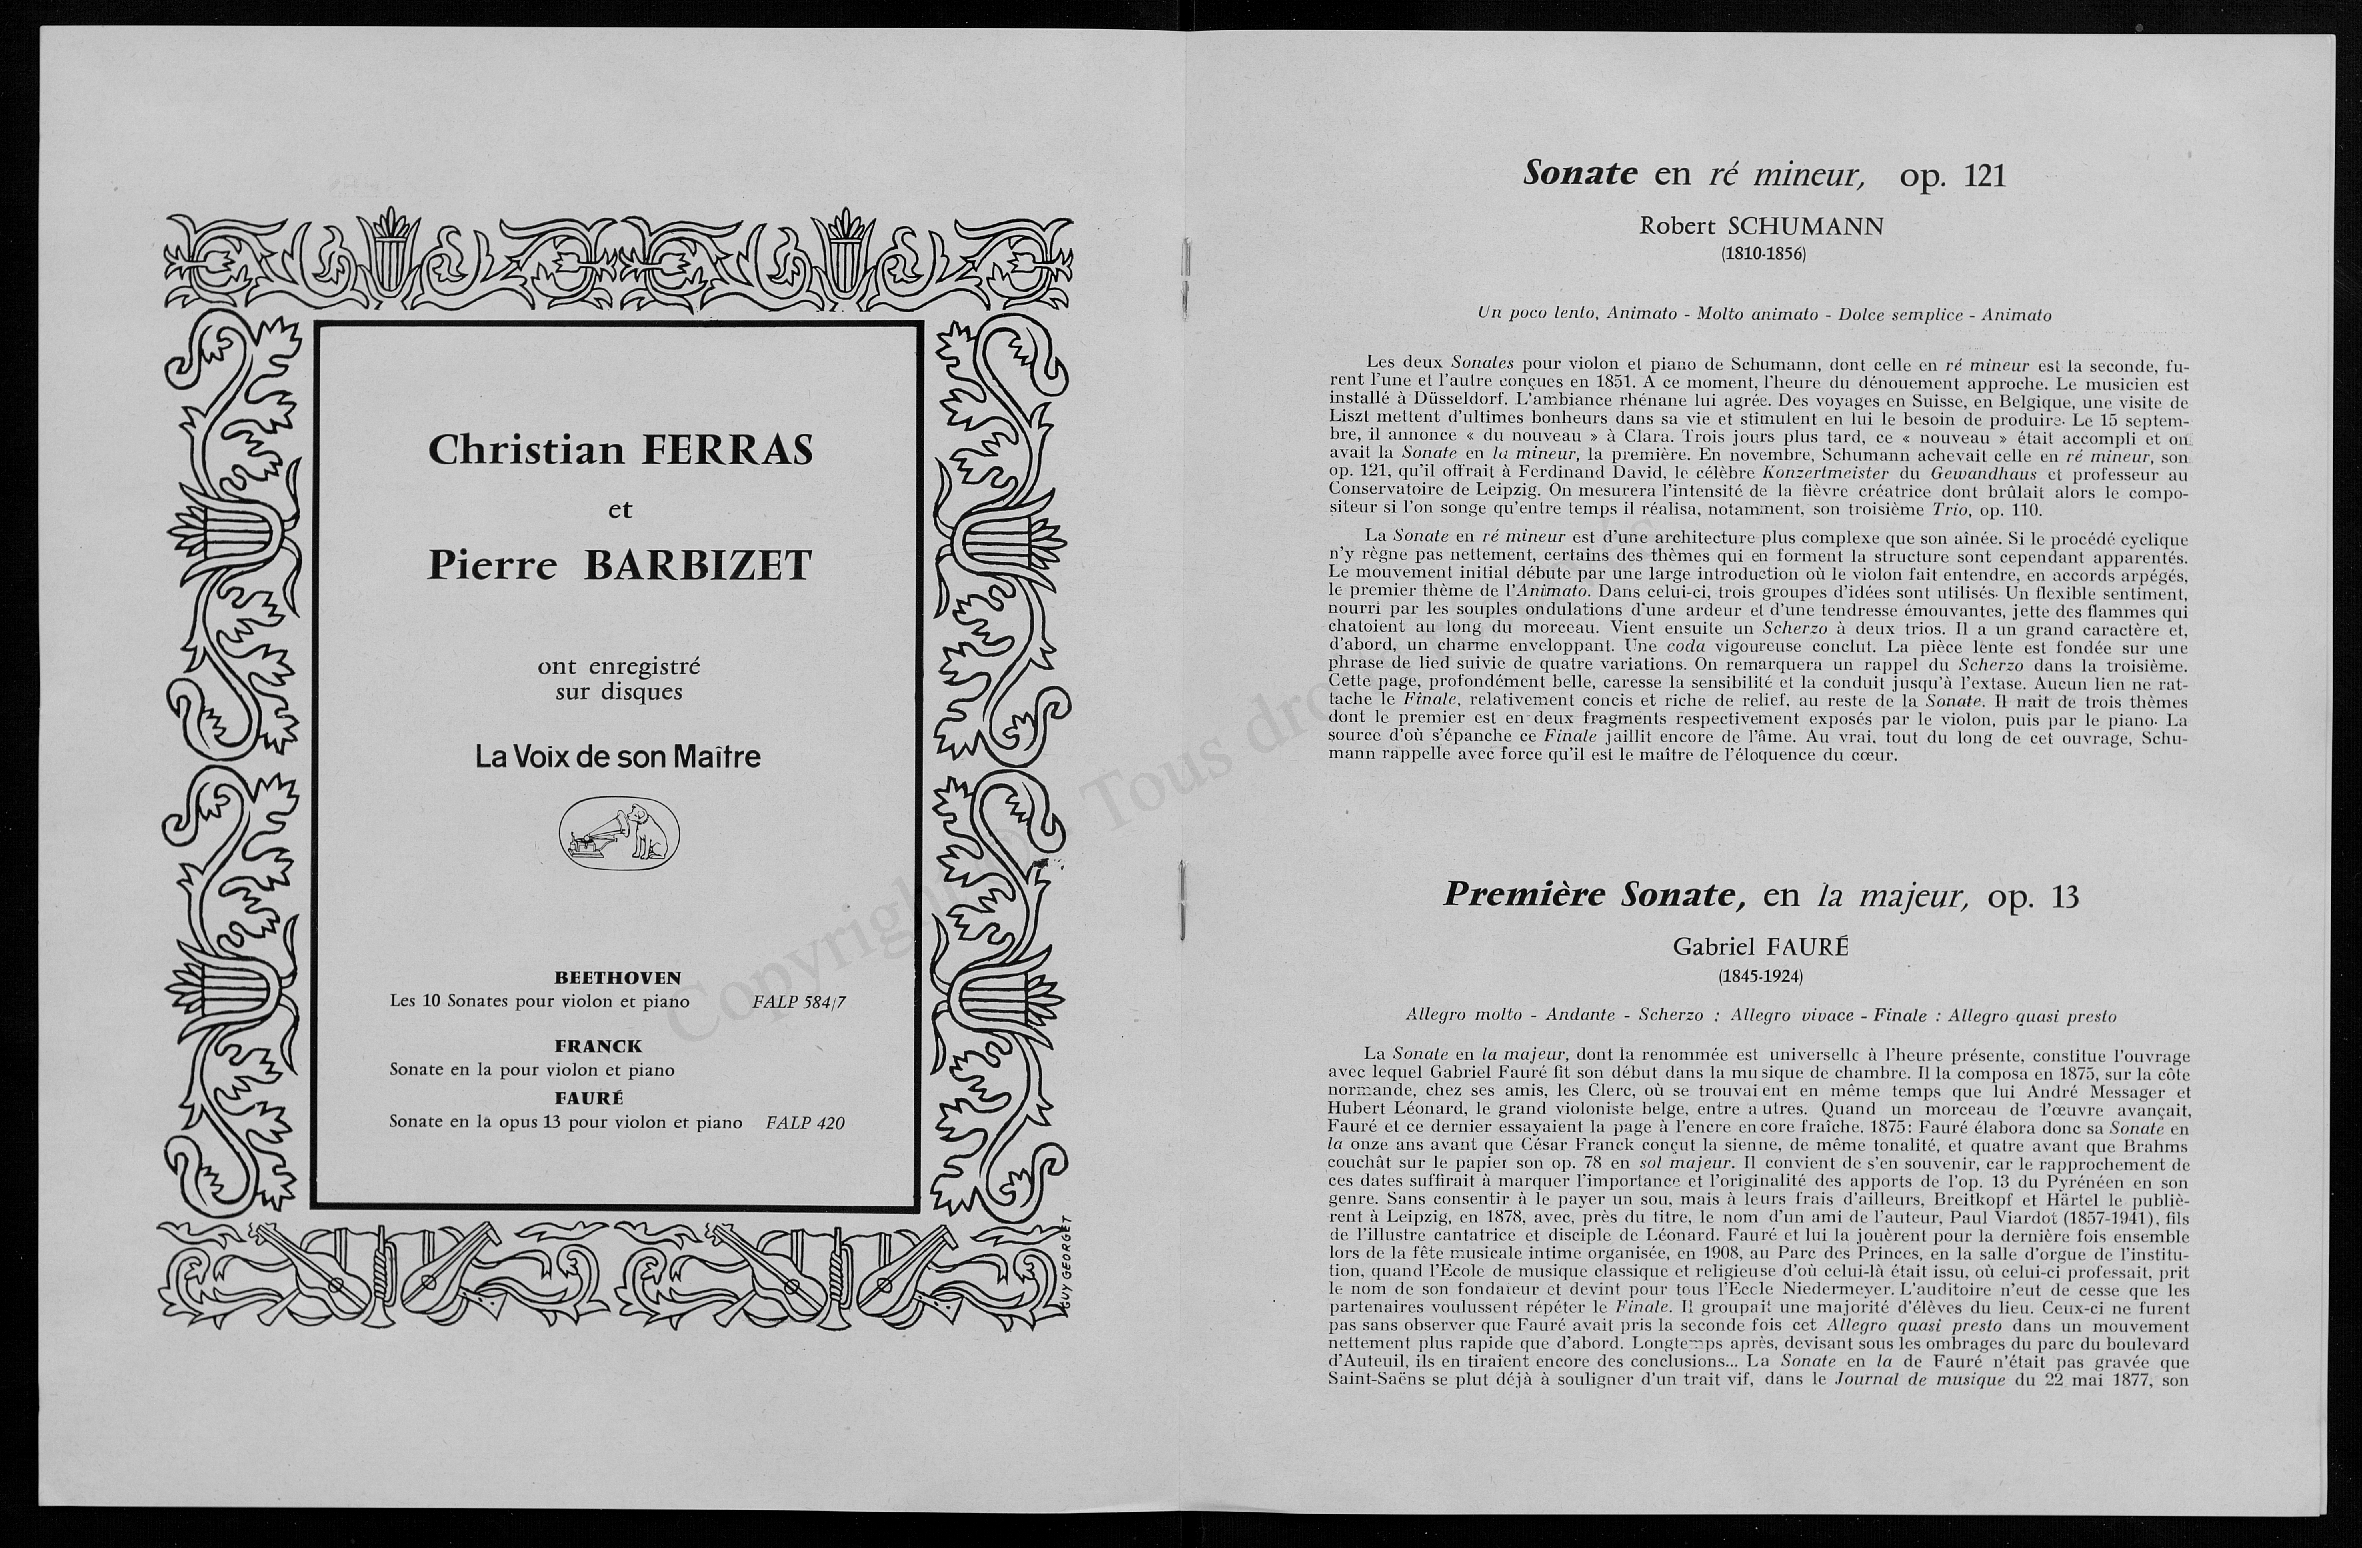 Christian FERRAS
et
Pierre BARBIZET
ont enregistré
sur disques
La Voix de son Maître
BEETHOVEN
Les 10 Sonates pour violon et piano FALP 584/7
FRANCK
Sonate en la pour violon et piano
FAURÉ
Sonate en la opus 13 pour violon et piano FALP 420
GUY GEORGET
Sonate en ré mineur, op. 121
Robert SCHUMANN
(1810-1856)
Un poco lento, Animato - Molto animato - Dolce semplice - Animato
Les deux Sonates pour violon et piano de Schumann, dont celle en ré mineur est la seconde, fu-
rent l'une et l'autre conçues en 1851. A ce moment, l'heure du dénouement approche. Le musicien est
installé à Düsseldorf. L'ambiance rhénane lui agrée. Des voyages en Suisse, en Belgique, une visite de
Liszt mettent d'ultimes bonheurs dans sa vie et stimulent en lui le besoin de produire. Le 15 septem-
bre, il annonce « du nouveau » à Clara. Trois jours plus tard, ce « nouveau » était accompli et on
avait la Sonate en la mineur, la première. En novembre, Schumann achevait celle en ré mineur, son
op. 121, qu'il offrait à Ferdinand David, le célèbre Konzertmeister du Gewandhaus et professeur au
Conservatoire de Leipzig. On mesurera l'intensité de la fièvre créatrice dont brûlait alors le compo-
siteur si l'on songe qu'entre temps il réalisa, notamment, son troisième Trio, op. 110.
La Sonate en ré mineur est d'une architecture plus complexe que son aînée. Si le procédé cyclique
n'y règne pas nettement, certains des thèmes qui en forment la structure sont cependant apparentés.
Le mouvement initial débute par une large introduction où le violon fait entendre, en accords arpégés,
le premier thème de l'Animato. Dans celui-ci, trois groupes d'idées sont utilisés. Un flexible sentiment,
nourri par les souples ondulations d'une ardeur et d'une tendresse émouvantes, jette des flammes qui
chatoient au long du morceau. Vient ensuite un Scherzo à deux trios. Il a un grand caractère et,
d'abord, un charme enveloppant. Une coda vigoureuse conclut. La pièce lente est fondée sur une
phrase de lied suivie de quatre variations. On remarquera un rappel du Scherzo dans la troisième.
Cette page, profondément belle, caresse la sensibilité et la conduit jusqu'à l'extase. Aucun lien ne rat-
tache le Finale, relativement concis et riche de relief, au reste de la Sonate. Il nait de trois thèmes
dont le premier est en deux fragments respectivement exposés par le violon, puis par le piano. La
source d'où s'épanche ce Finale jaillit encore de l'âme. Au vrai, tout du long de cet ouvrage, Schu-
mann rappelle avec force qu'il est le maître de l'éloquence du cœur.
Première Sonate, en la majeur, op. 13
Gabriel FAURÉ
(1845-1924)
Allegro molto - Andante - Scherzo : Allegro vivace - Finale : Allegro quasi presto
La Sonate en la majeur, dont la renommée est universelle à l'heure présente, constitue l'ouvrage
avec lequel Gabriel Fauré fit son début dans la musique de chambre. Il la composa en 1875, sur la côte
normande, chez ses amis, les Clerc, où se trouvaient en même temps que lui André Messager et
Hubert Léonard, le grand violoniste belge, entre autres. Quand un morceau de l'œuvre avançait,
Fauré et ce dernier essayaient la page à l'encre encore fraîche. 1875: Fauré élabora donc sa Sonate en
la onze ans avant que César Franck conçut la sienne, de même tonalité, et quatre avant que Brahms
couchât sur le papier son op. 78 en sol majeur. Il convient de s'en souvenir, car le rapprochement de
ces dates suffirait à marquer l'importance et l'originalité des apports de l'op. 13 du Pyrénéen en son
genre. Sans consentir à le payer un sou, mais à leurs frais d'ailleurs, Breitkopf et Härtel le publiè-
rent à Leipzig, en 1878, avec, près du titre, le nom d'un ami de l'auteur, Paul Viardot (1857-1941), fils
de l'illustre cantatrice et disciple de Léonard. Fauré et lui la jouèrent pour la dernière fois ensemble
lors de la fête musicale intime organisée, en 1908, au Parc des Princes, en la salle d'orgue de l'institu-
tion, quand l'Ecole de musique classique et religieuse d'où celui-là était issu, où celui-ci professait, prit
le nom de son fondateur et devint pour tous l'Eccle Niedermeyer. L'auditoire n'eut de cesse que les
partenaires voulussent répéter le Finale. Il groupait une majorité d'élèves du lieu. Ceux-ci ne furent
pas sans observer que Fauré avait pris la seconde fois cet Allegro quasi presto dans un mouvement
nettement plus rapide que d'abord. Longtemps après, devisant sous les ombrages du parc du boulevard
d'Auteuil, ils en tiraient encore des conclusions... La Sonate en la de Fauré n'était pas gravée que
Saint-Saëns se plut déjà à souligner d'un trait vif, dans le Journal de musique du 22 mai 1877, son
Copyright © Tous dro